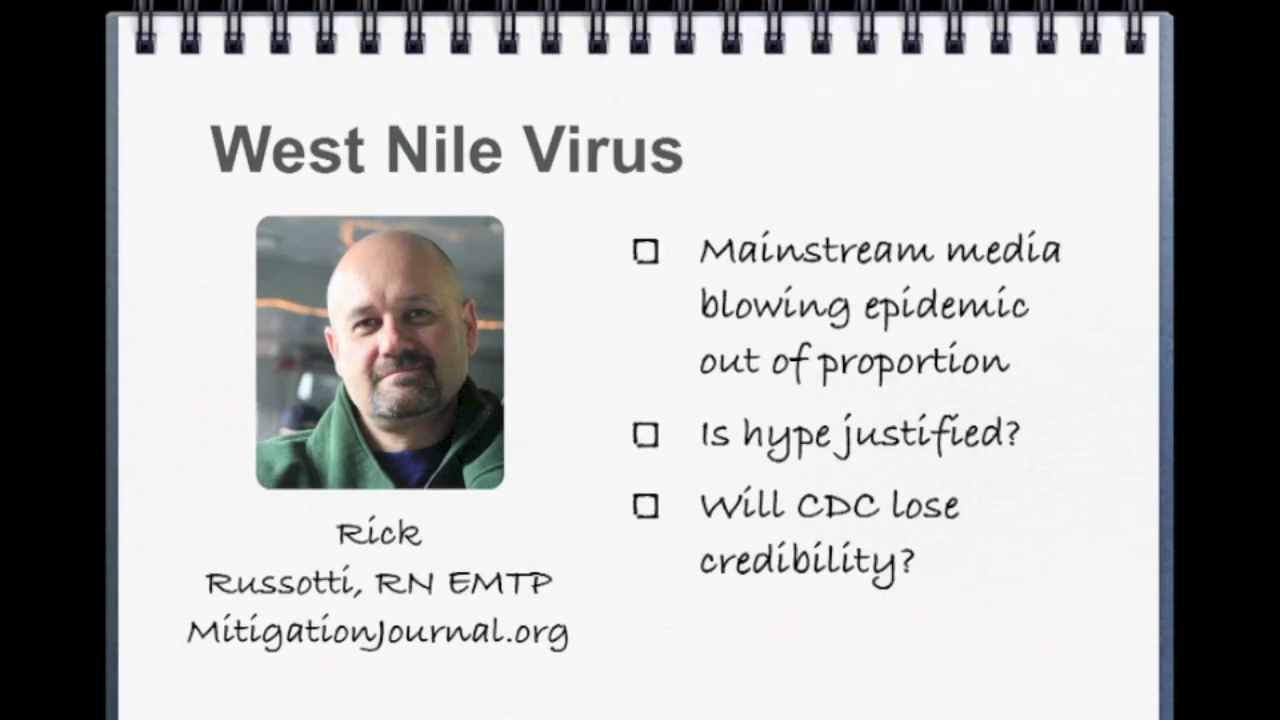 West Nile Virus
Rick
Russotti, RN EMTP
MitigationJournal.org
Mainstream media
blowing epidemic
out of proportion
Is hype justified?
Will CDC lose
credibility?